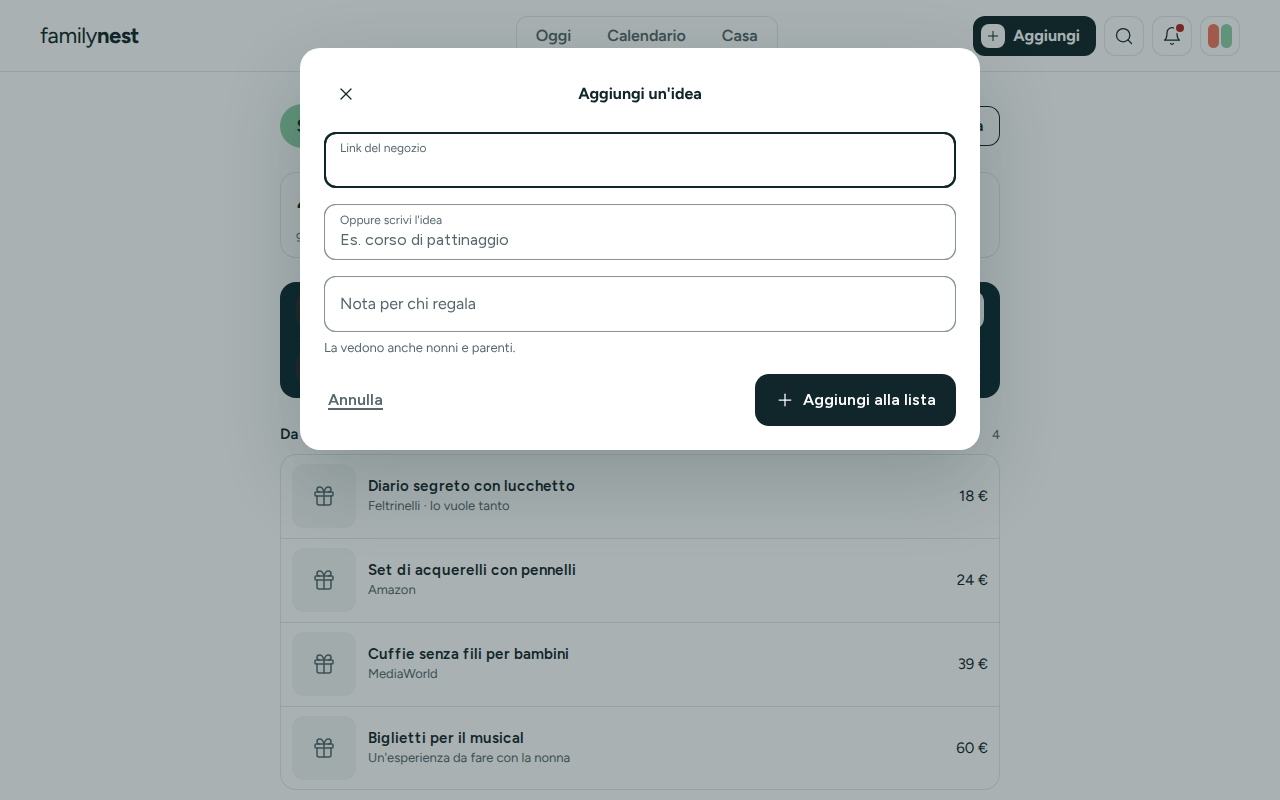 familynest
Oggi
Calendario
Casa
Aggiungi
Aggiungi un'idea
Link del negozio
Oppure scrivi l'idea
Es. corso di pattinaggio
Nota per chi regala
La vedono anche nonni e parenti.
Annulla
Aggiungi alla lista
Da
4
Diario segreto con lucchetto
Feltrinelli · lo vuole tanto
18 €
Set di acquerelli con pennelli
Amazon
24 €
Cuffie senza fili per bambini
MediaWorld
39 €
Biglietti per il musical
Un'esperienza da fare con la nonna
60 €